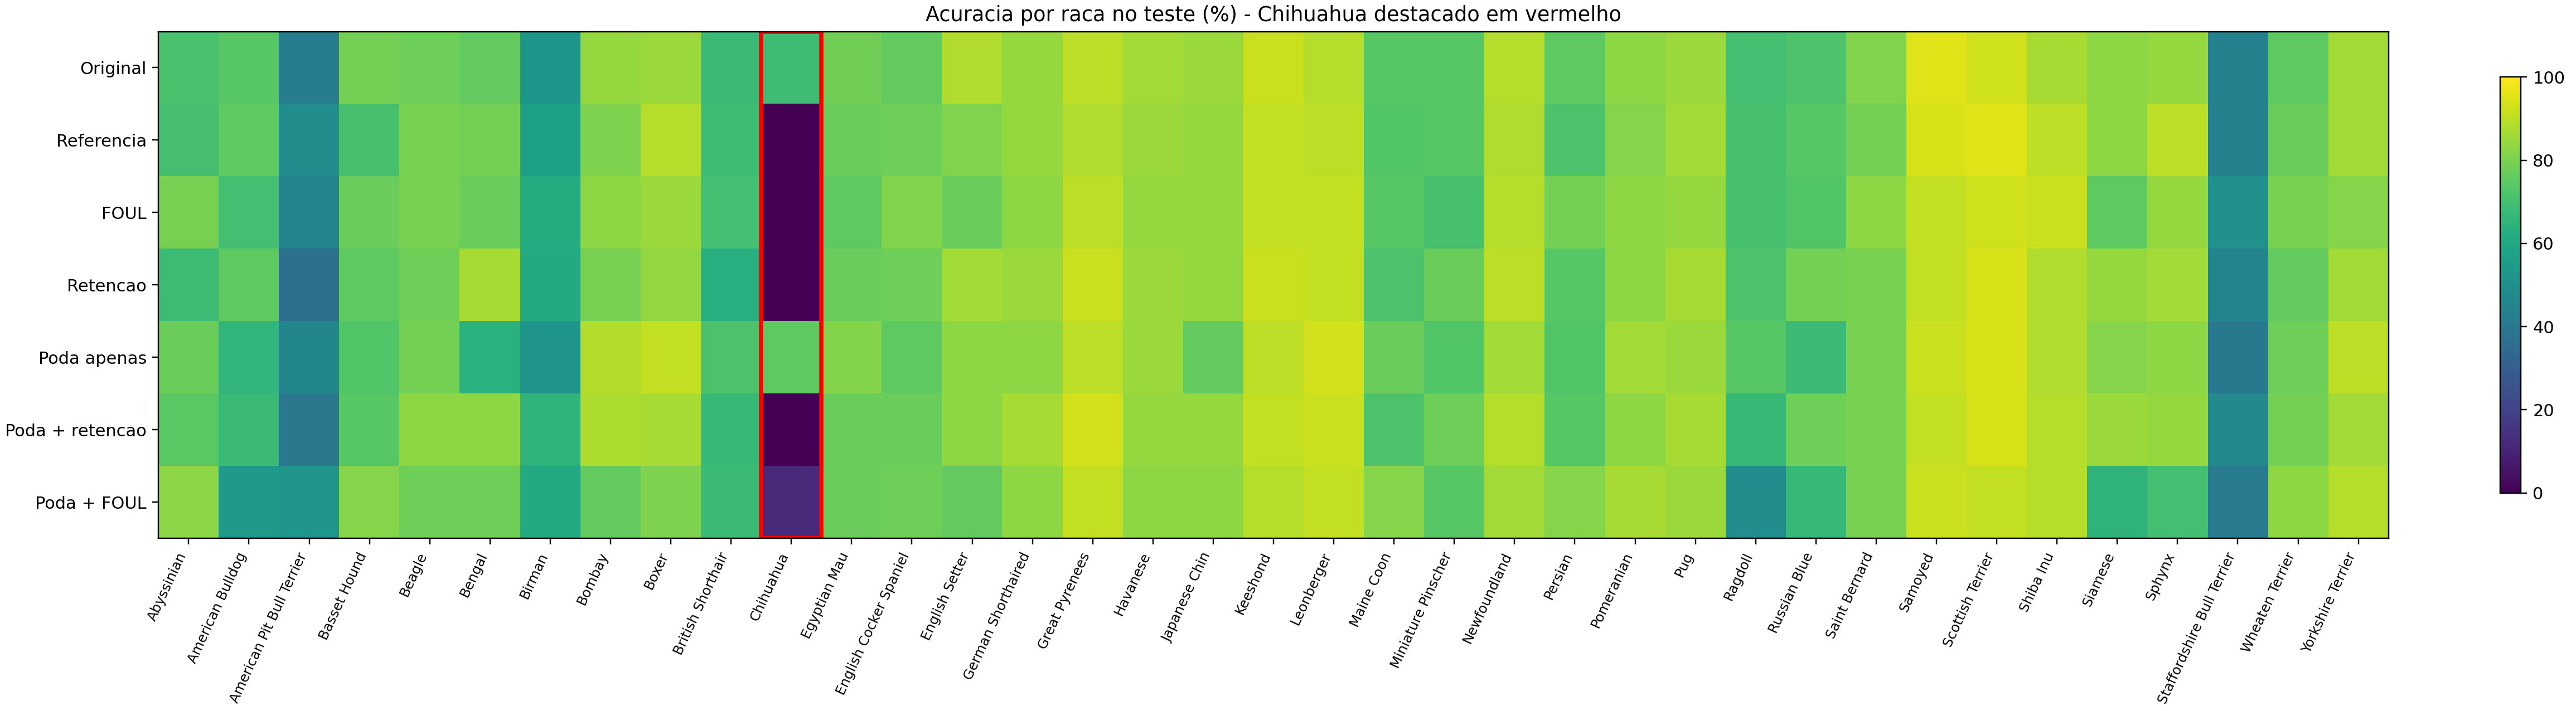 Acuracia por raca no teste (%) - Chihuahua destacado em vermelho
Original
Referencia
FOUL
Retencao
Poda apenas
Poda + retencao
Poda + FOUL
100
80
60
40
20
0
Abyssinian
American Bulldog
American Pit Bull Terrier
Basset Hound
Beagle
Bengal
Birman
Bombay
Boxer
British Shorthair
Chihuahua
Egyptian Mau
English Cocker Spaniel
English Setter
German Shorthaired
Great Pyrenees
Havanese
Japanese Chin
Keeshond
Leonberger
Maine Coon
Miniature Pinscher
Newfoundland
Persian
Pomeranian
Pug
Ragdoll
Russian Blue
Saint Bernard
Samoyed
Scottish Terrier
Shiba Inu
Siamese
Sphynx
Staffordshire Bull Terrier
Wheaten Terrier
Yorkshire Terrier